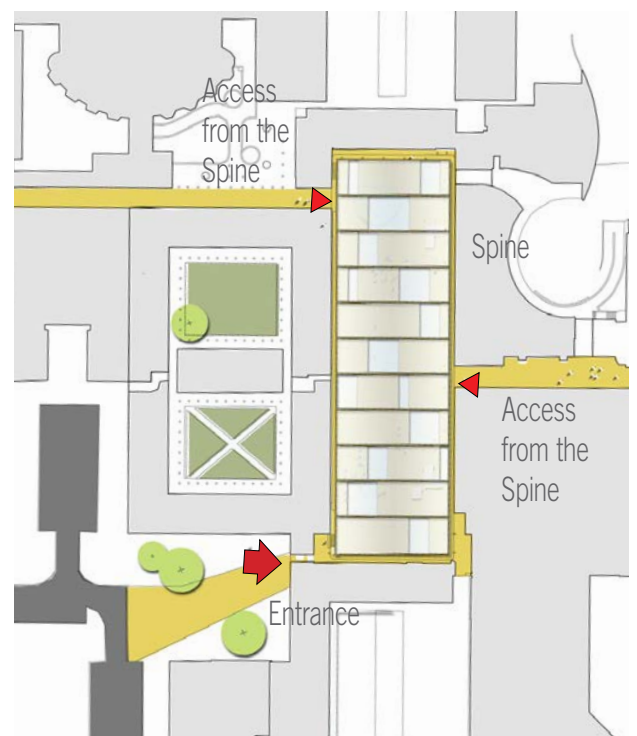 Access
from the
Spine
Spine
Access
from the
Spine
Entrance